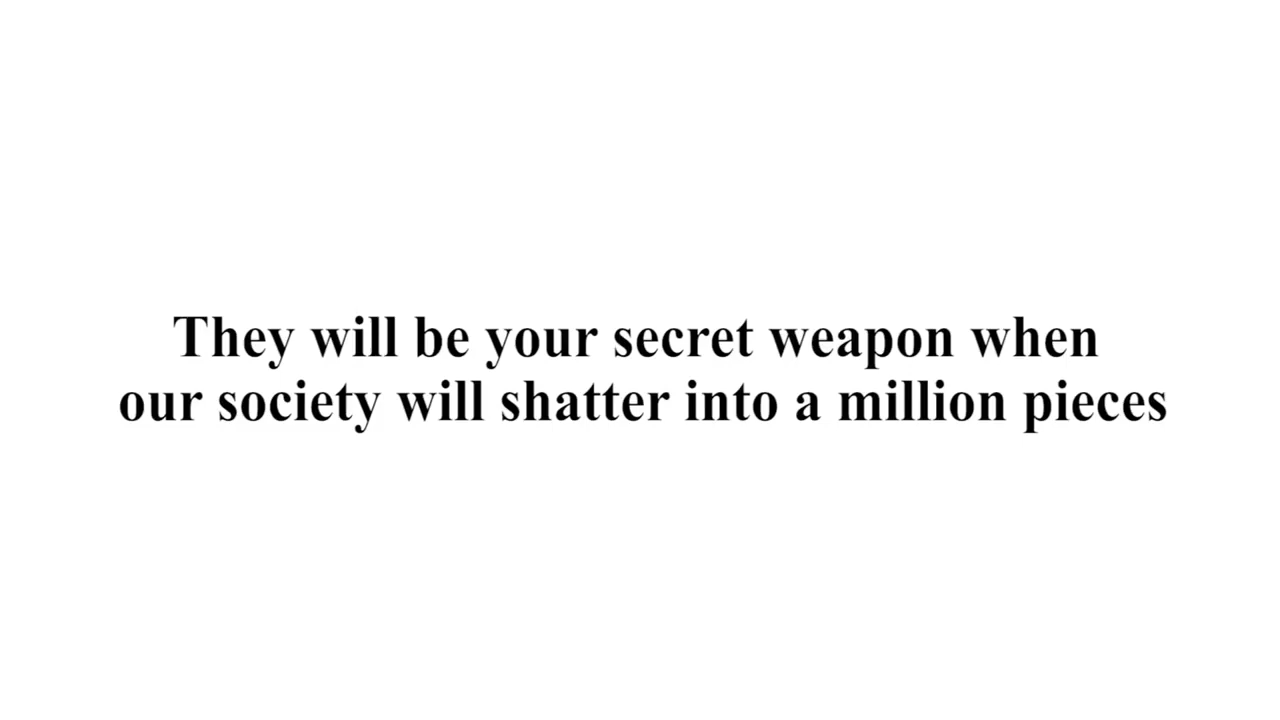 They will be your secret weapon when
our society will shatter into a million pieces